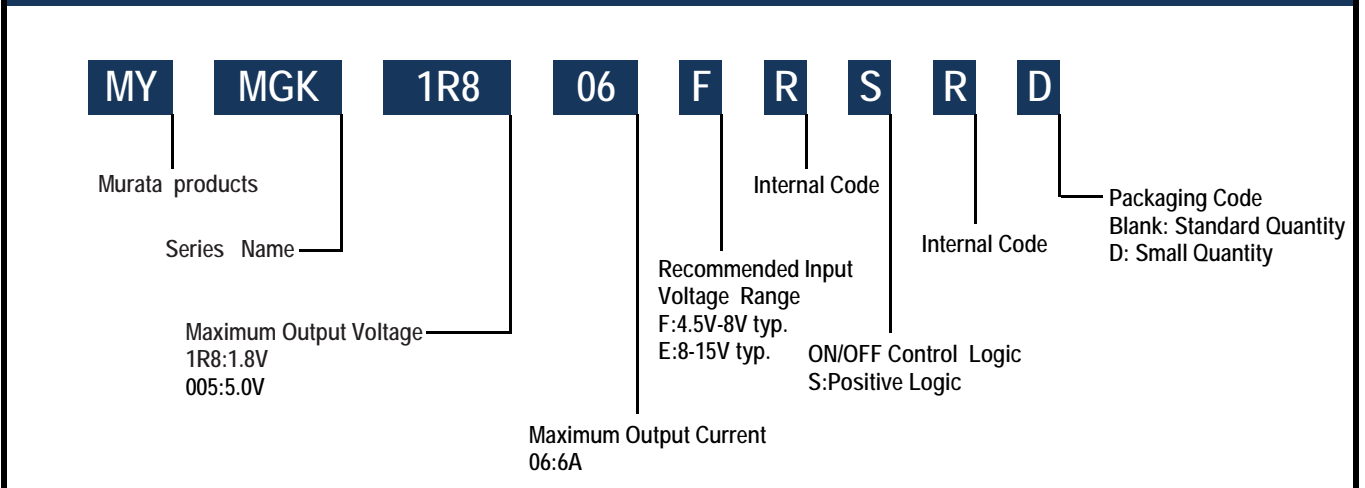 MY MGK 1R8 06 F R S R D
Murata products
Series Name
Maximum Output Voltage
1R8:1.8V
005:5.0V
Maximum Output Current
06:6A
Recommended Input
Voltage Range
F:4.5V-8V typ.
E:8-15V typ.
Internal Code
ON/OFF Control Logic
S:Positive Logic
Internal Code
Packaging Code
Blank: Standard Quantity
D: Small Quantity